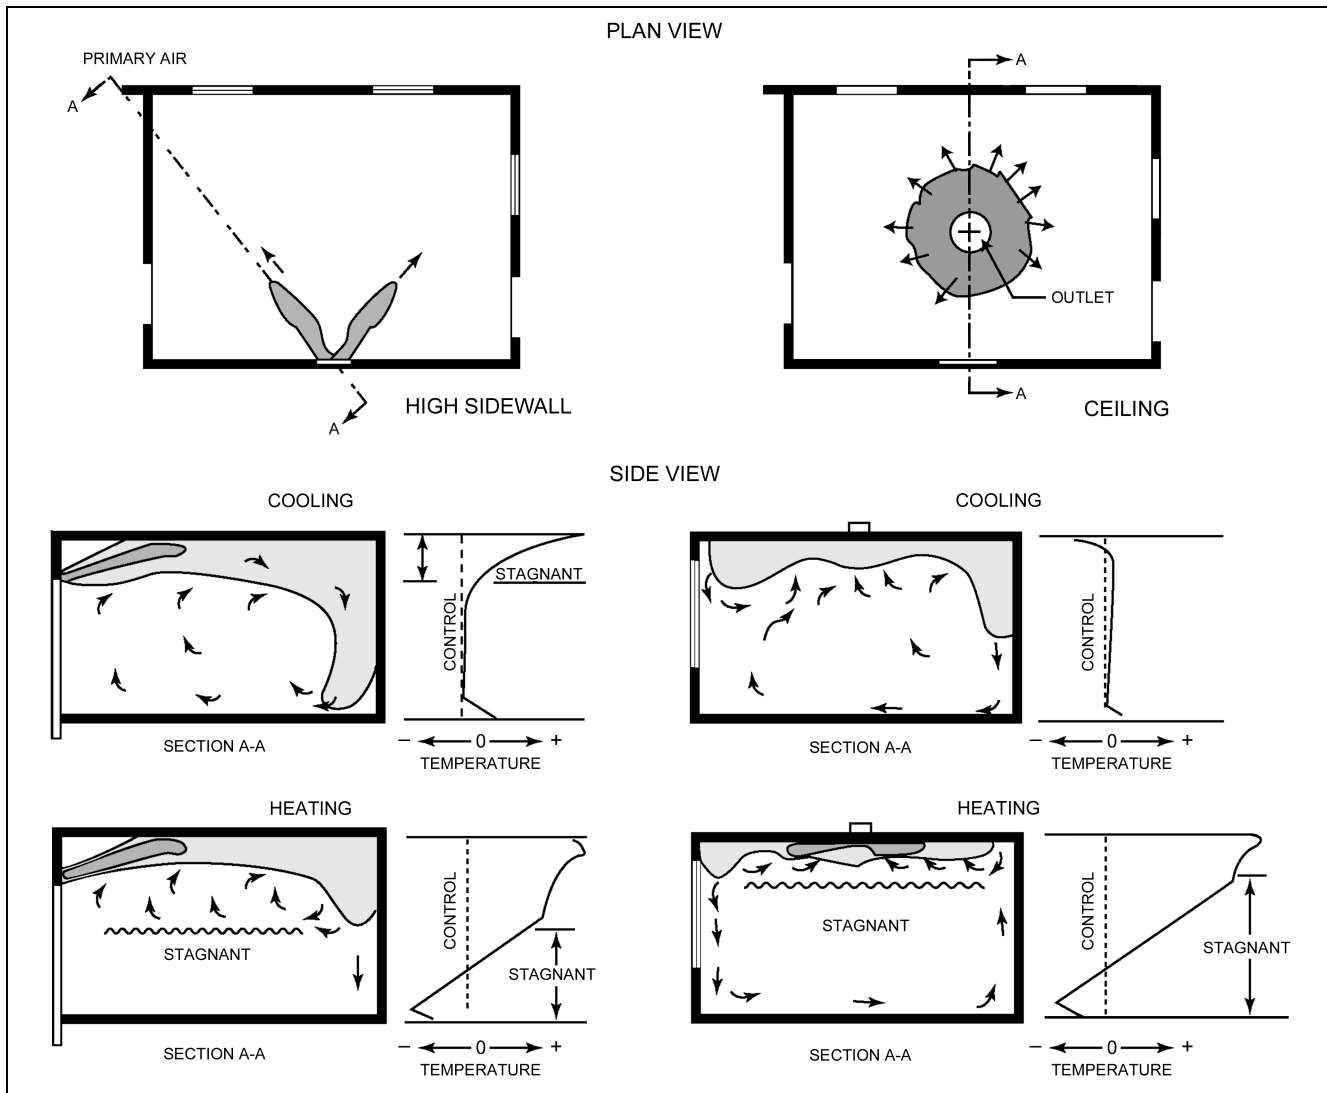 PLAN VIEW
PRIMARY AIR
A
A
HIGH SIDEWALL
A
OUTLET
A
CEILING
SIDE VIEW
COOLING
STAGNANT
CONTROL
SECTION A-A
– 0 +
TEMPERATURE
COOLING
CONTROL
SECTION A-A
– 0 +
TEMPERATURE
HEATING
STAGNANT
CONTROL
STAGNANT
SECTION A-A
– 0 +
TEMPERATURE
HEATING
STAGNANT
CONTROL
STAGNANT
SECTION A-A
– 0 +
TEMPERATURE